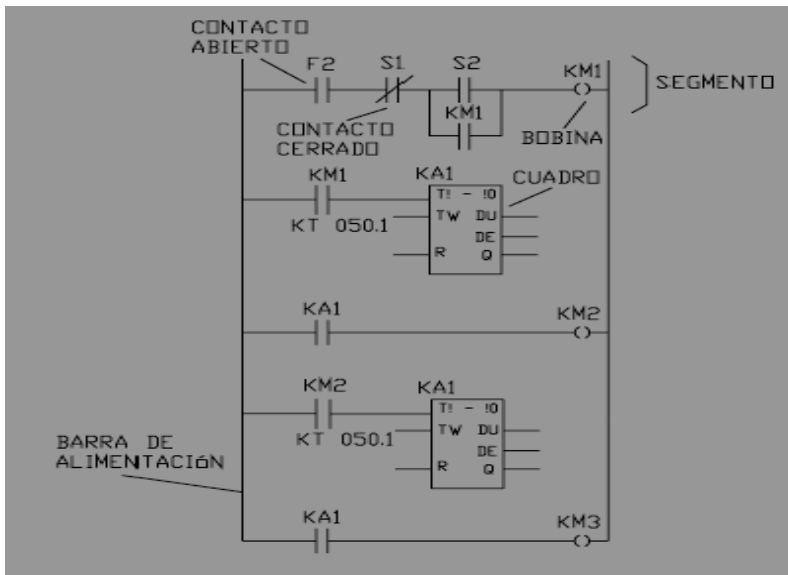 CONTACTO
ABIERTO
F2 S1 S2 KM1
SEGMENTO
KM1
CONTACTO
CERRADO
BOBINA
KM1 KA1 CUADRO
T! - !0
TW DU
KT 050.1
DE
R Q
KA1 KM2
KM2 KA1
T! - !0
TW DU
KT 050.1
DE
R Q
BARRA DE
ALIMENTACIóN
KA1 KM3